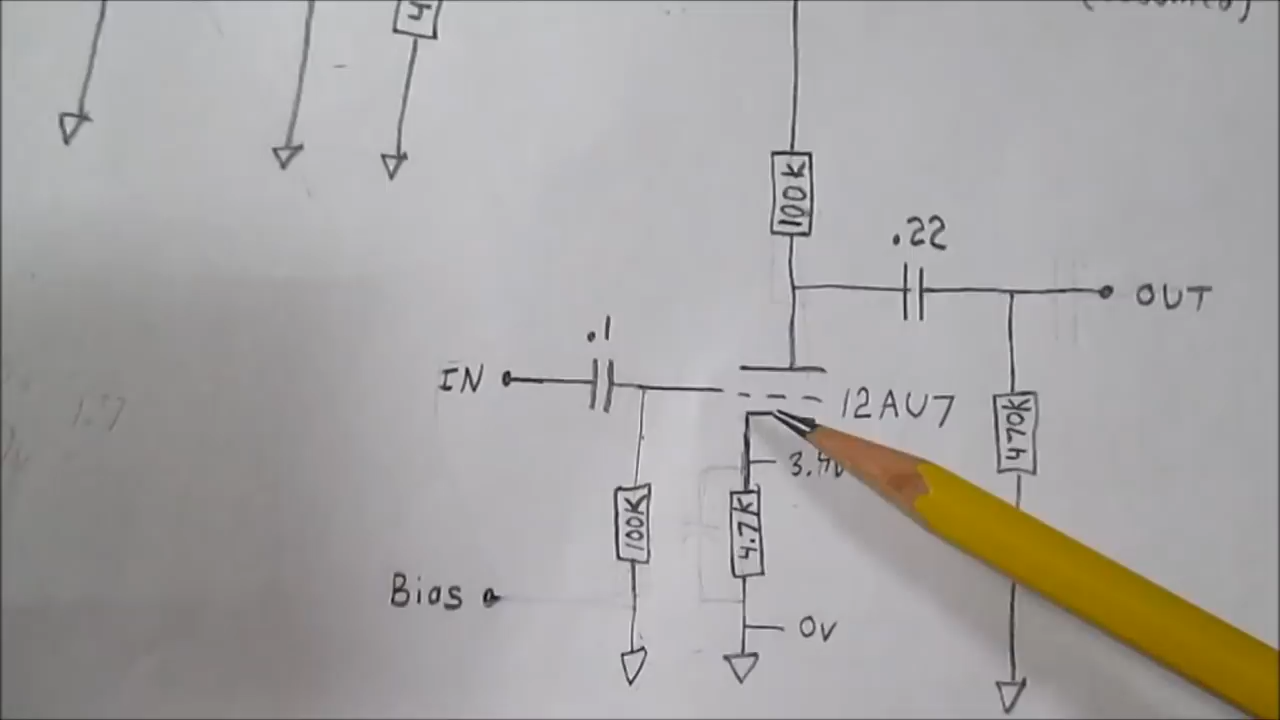 100K
.22
OUT
.1
IN
12AU7
470K
100K
4.7K
Bias
0V